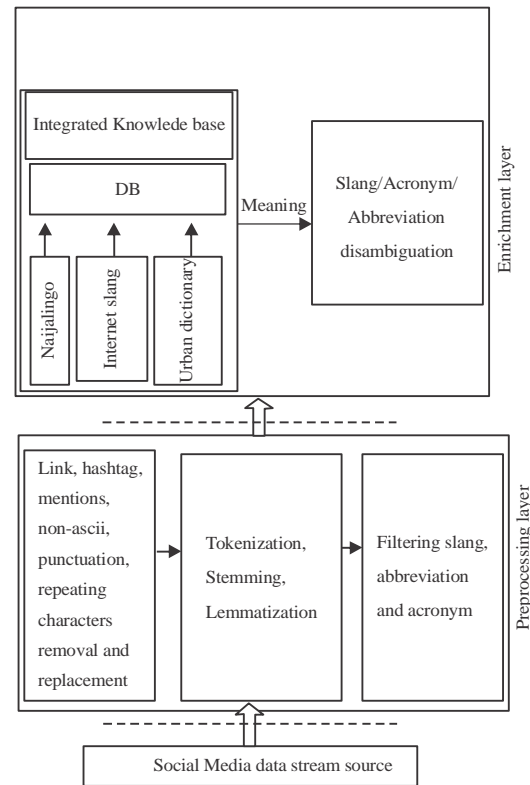 Integrated Knowlede base
DB
Naijalingo
Internet slang
Urban dictionary
Meaning
Slang/Acronym/
Abbreviation
disambiguation
Enrichment layer
Link, hashtag,
mentions,
non-ascii,
punctuation,
repeating
characters
removal and
replacement
Tokenization,
Stemming,
Lemmatization
Filtering slang,
abbreviation
and acronym
Preprocessing layer
Social Media data stream source